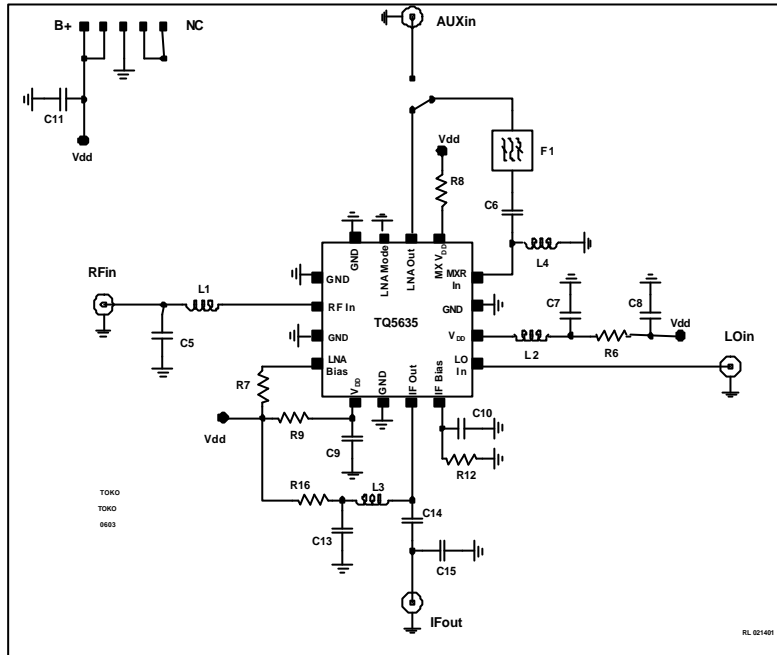 B+
NC
AUXin
C11
Vdd
Vdd
F1
R8
C6
GND
LNA Mode
LNA Out
MX VDD
MXR In
L4
RFin
L1
GND
RF In
GND
C7
C8
TQ5635
VDD
Vdd
C5
GND
L2
R6
LOin
LNA Bias
LO In
R7
VDD
GND
IF Out
IF Bias
C10
Vdd
R9
C9
R12
R16
L3
TOKO
TOKO
0603
C13
C14
C15
IFout
RL 021401